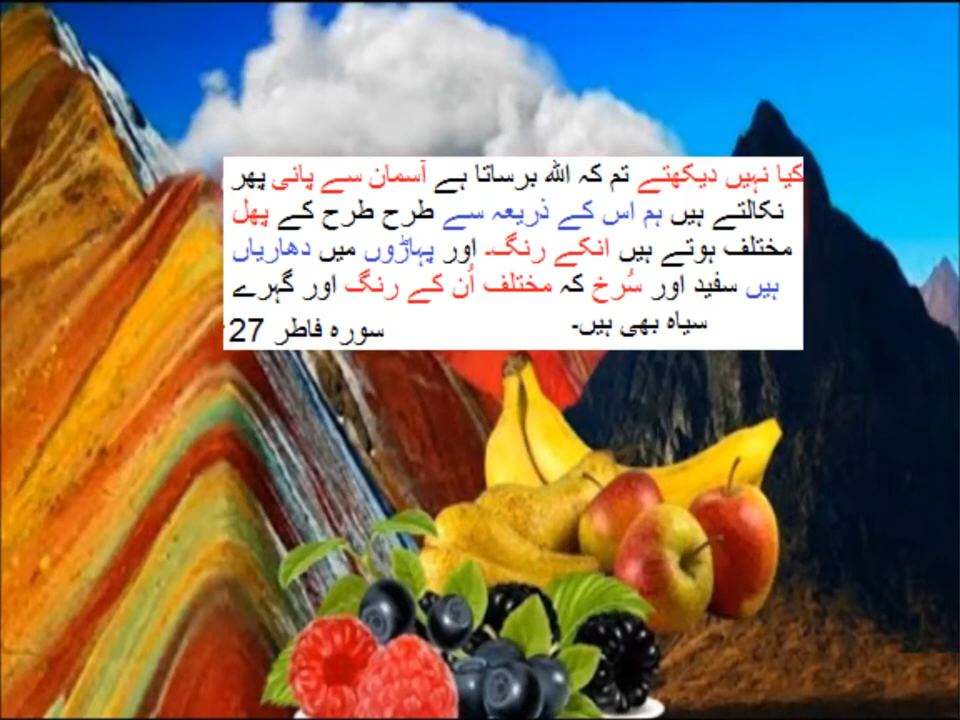 کیا نہیں دیکھتے تم کہ اللہ برساتا ہے آسمان سے پانی پھر
نکالتے ہیں ہم اس کے ذریعہ سے طرح طرح کے پھل
مختلف ہوتے ہیں انکے رنگ۔ اور پہاڑوں میں دھاریاں
ہیں سفید اور سُرخ کہ مختلف اُن کے رنگ اور گہرے
سیاہ بھی ہیں۔ سورہ فاطر 27